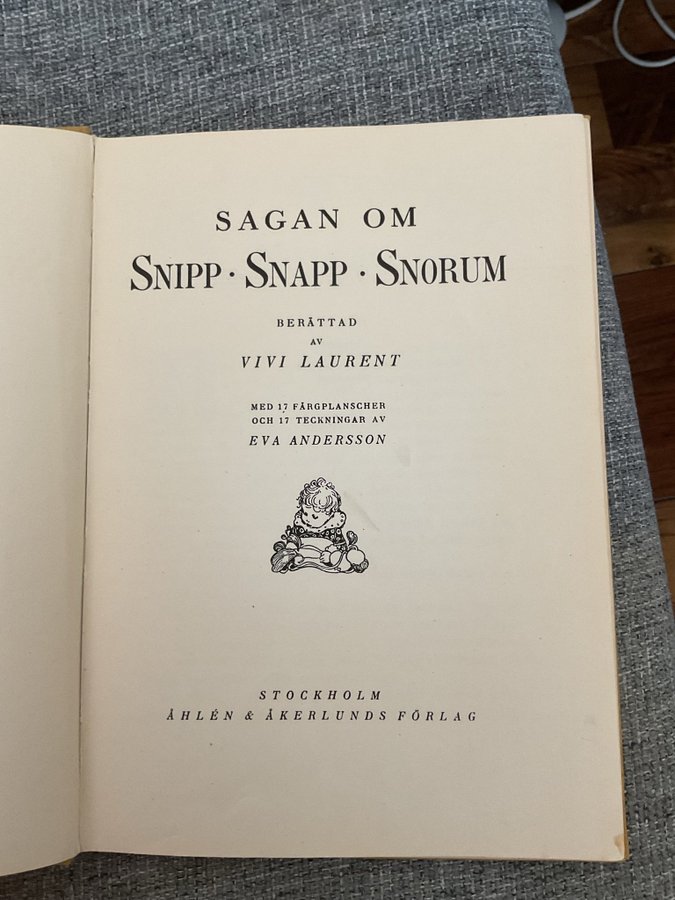 SAGAN OM
SNIPP · SNAPP · SNORUM
BERÄTTAD
AV
VIVI LAURENT
MED 17 FÄRGPLANSCHER
OCH 17 TECKNINGAR AV
EVA ANDERSSON
STOCKHOLM
ÅHLÉN & ÅKERLUNDS FÖRLAG